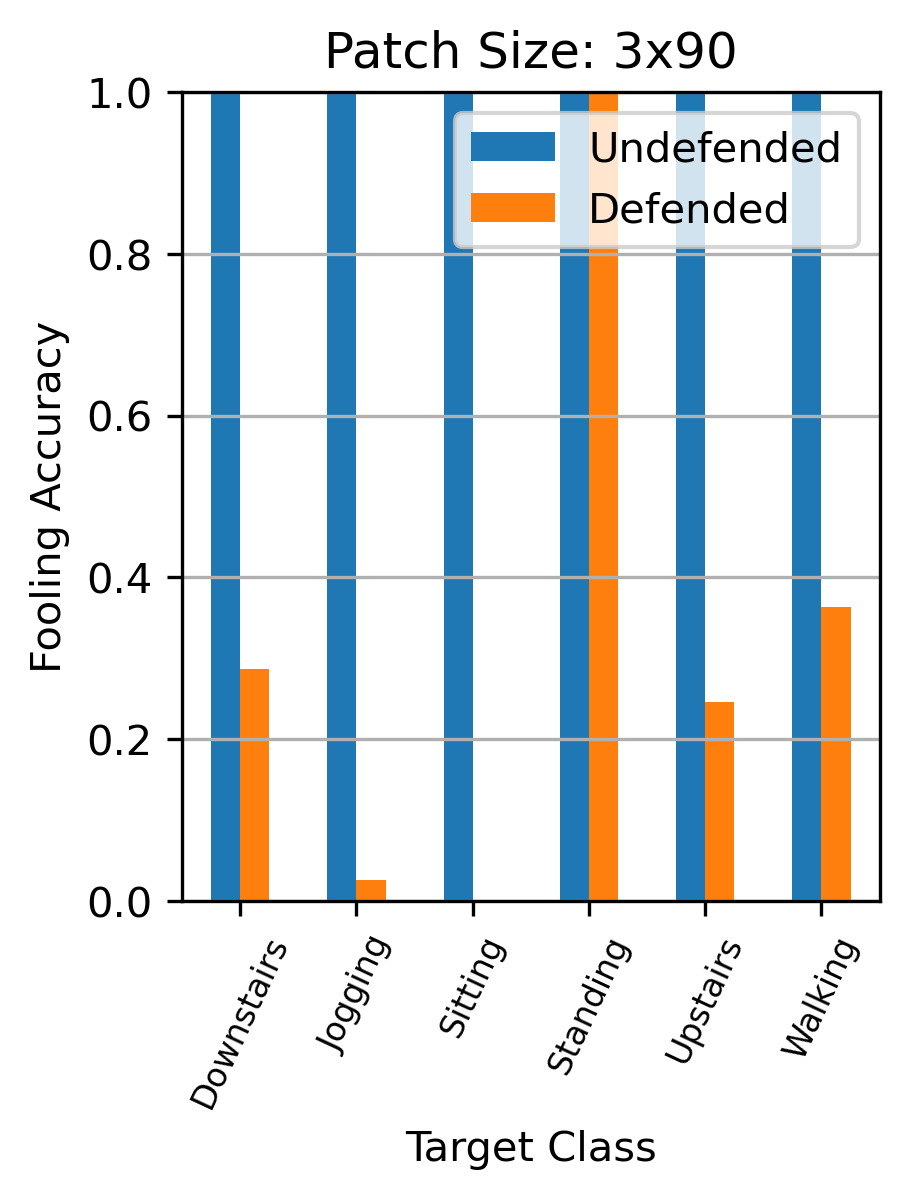 Patch Size: 3x90
1.0
0.8
0.6
0.4
0.2
0.0
Fooling Accuracy
Undefended
Defended
Downstairs
Jogging
Sitting
Standing
Upstairs
Walking
Target Class